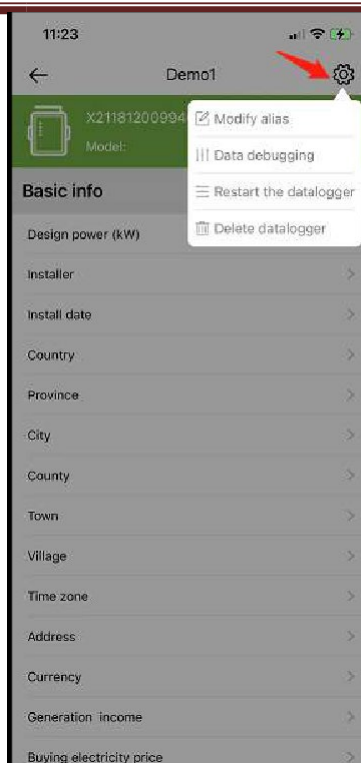 11:23
Demo1
X21181200994
Model:
Modify alias
Data debugging
Restart the datalogger
Delete datalogger
Basic info
Design power (kW)
Installer
Install date
Country
Province
City
County
Town
Village
Time zone
Address
Currency
Generation income
Buying electricity price